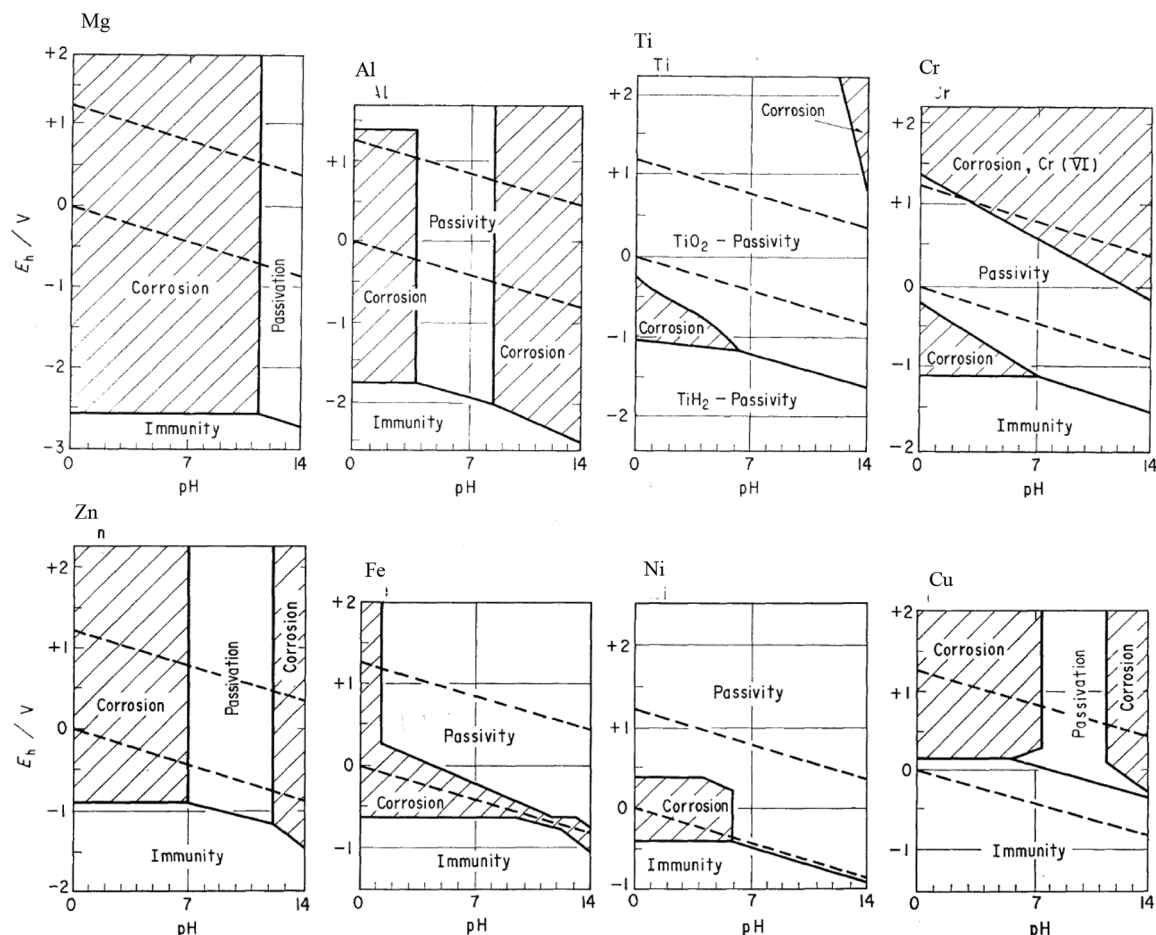 Mg
+2
+1
0
-1
-2
-3
E_h / V
Corrosion
Passivation
Immunity
0 7 14
pH
Al
+1
0
-1
-2
Passivity
Corrosion
Corrosion
Immunity
0 7 14
pH
Ti
Ti
+2
+1
0
-1
-2
Corrosion
TiO₂ - Passivity
Corrosion
TiH₂ - Passivity
0 7 14
pH
Cr
+2
+1
0
-1
-2
Corrosion, Cr (VI)
Passivity
Corrosion
Immunity
0 7 14
pH
Zn
n
+2
+1
0
-1
-2
E_h / V
Corrosion
Passivation
Corrosion
Immunity
0 7 14
pH
Fe
+2
+1
0
-1
Passivity
Corrosion
Immunity
0 7 14
pH
Ni
+2
+1
0
-1
Passivity
Corrosion
Immunity
0 7 14
pH
Cu
+2
+1
0
-1
Corrosion
Passivation
Corrosion
Immunity
0 7 14
pH